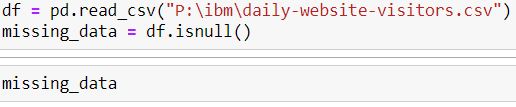 df = pd.read_csv("P:\ibm\daily-website-visitors.csv")
missing_data = df.isnull()
missing_data